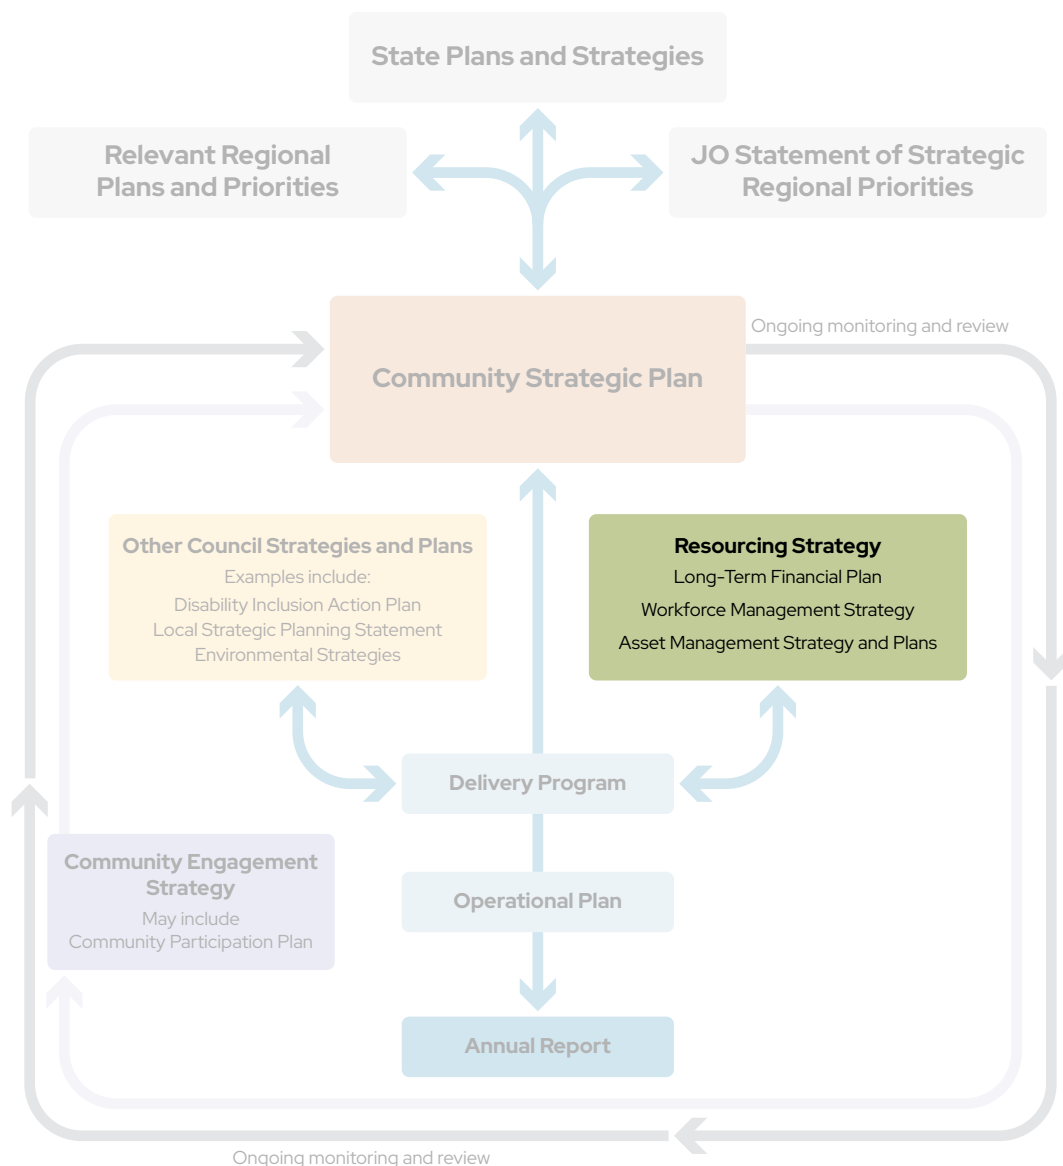 State Plans and Strategies
Relevant Regional
Plans and Priorities
JO Statement of Strategic
Regional Priorities
Ongoing monitoring and review
Community Strategic Plan
Other Council Strategies and Plans
Examples include:
Disability Inclusion Action Plan
Local Strategic Planning Statement
Environmental Strategies
Resourcing Strategy
Long-Term Financial Plan
Workforce Management Strategy
Asset Management Strategy and Plans
Delivery Program
Community Engagement
Strategy
May include
Community Participation Plan
Operational Plan
Annual Report
Ongoing monitoring and review